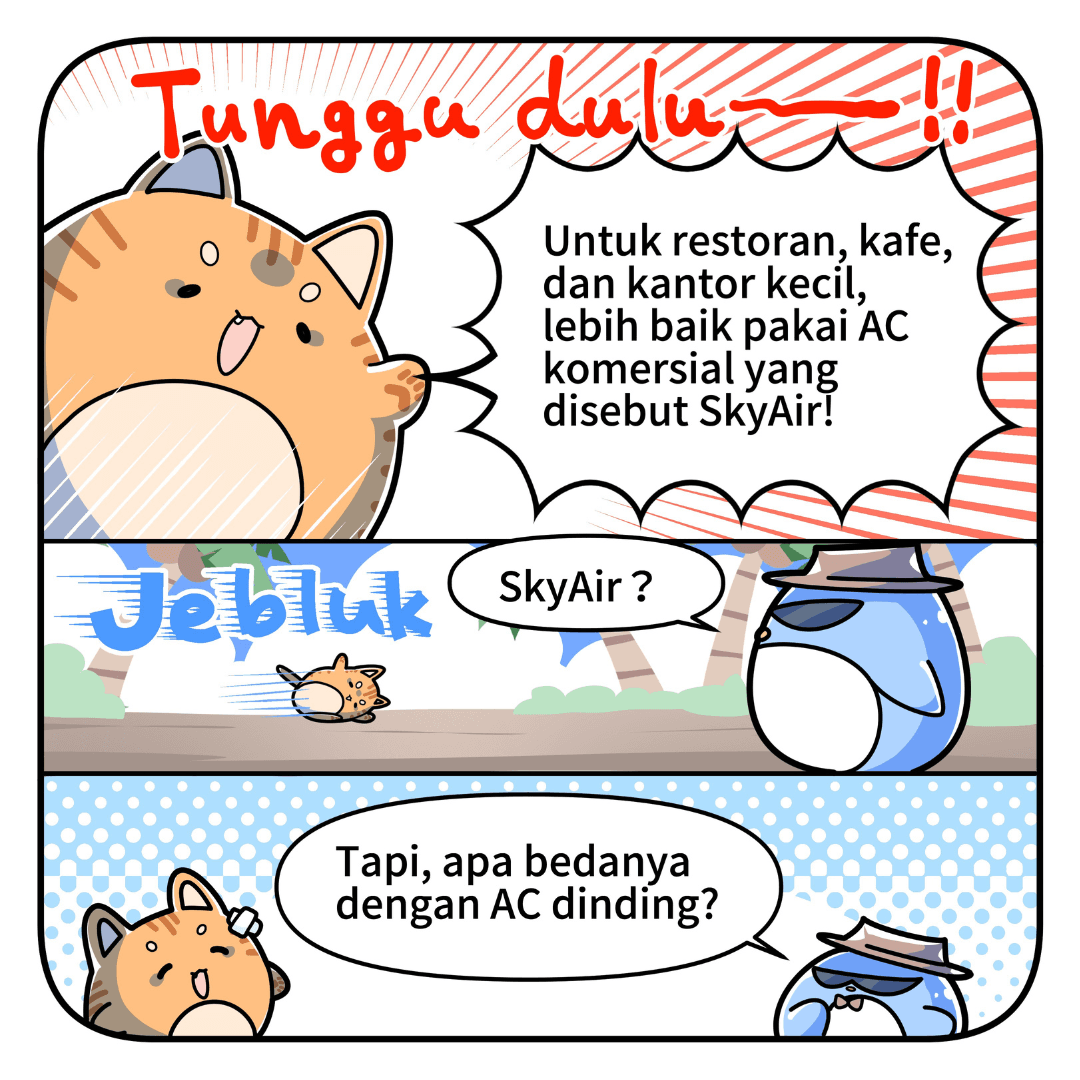 Tunggu dulu—!!
Untuk restoran, kafe,
dan kantor kecil,
lebih baik pakai AC
komersial yang
disebut SkyAir!
Jebluk
SkyAir？
Tapi, apa bedanya
dengan AC dinding?